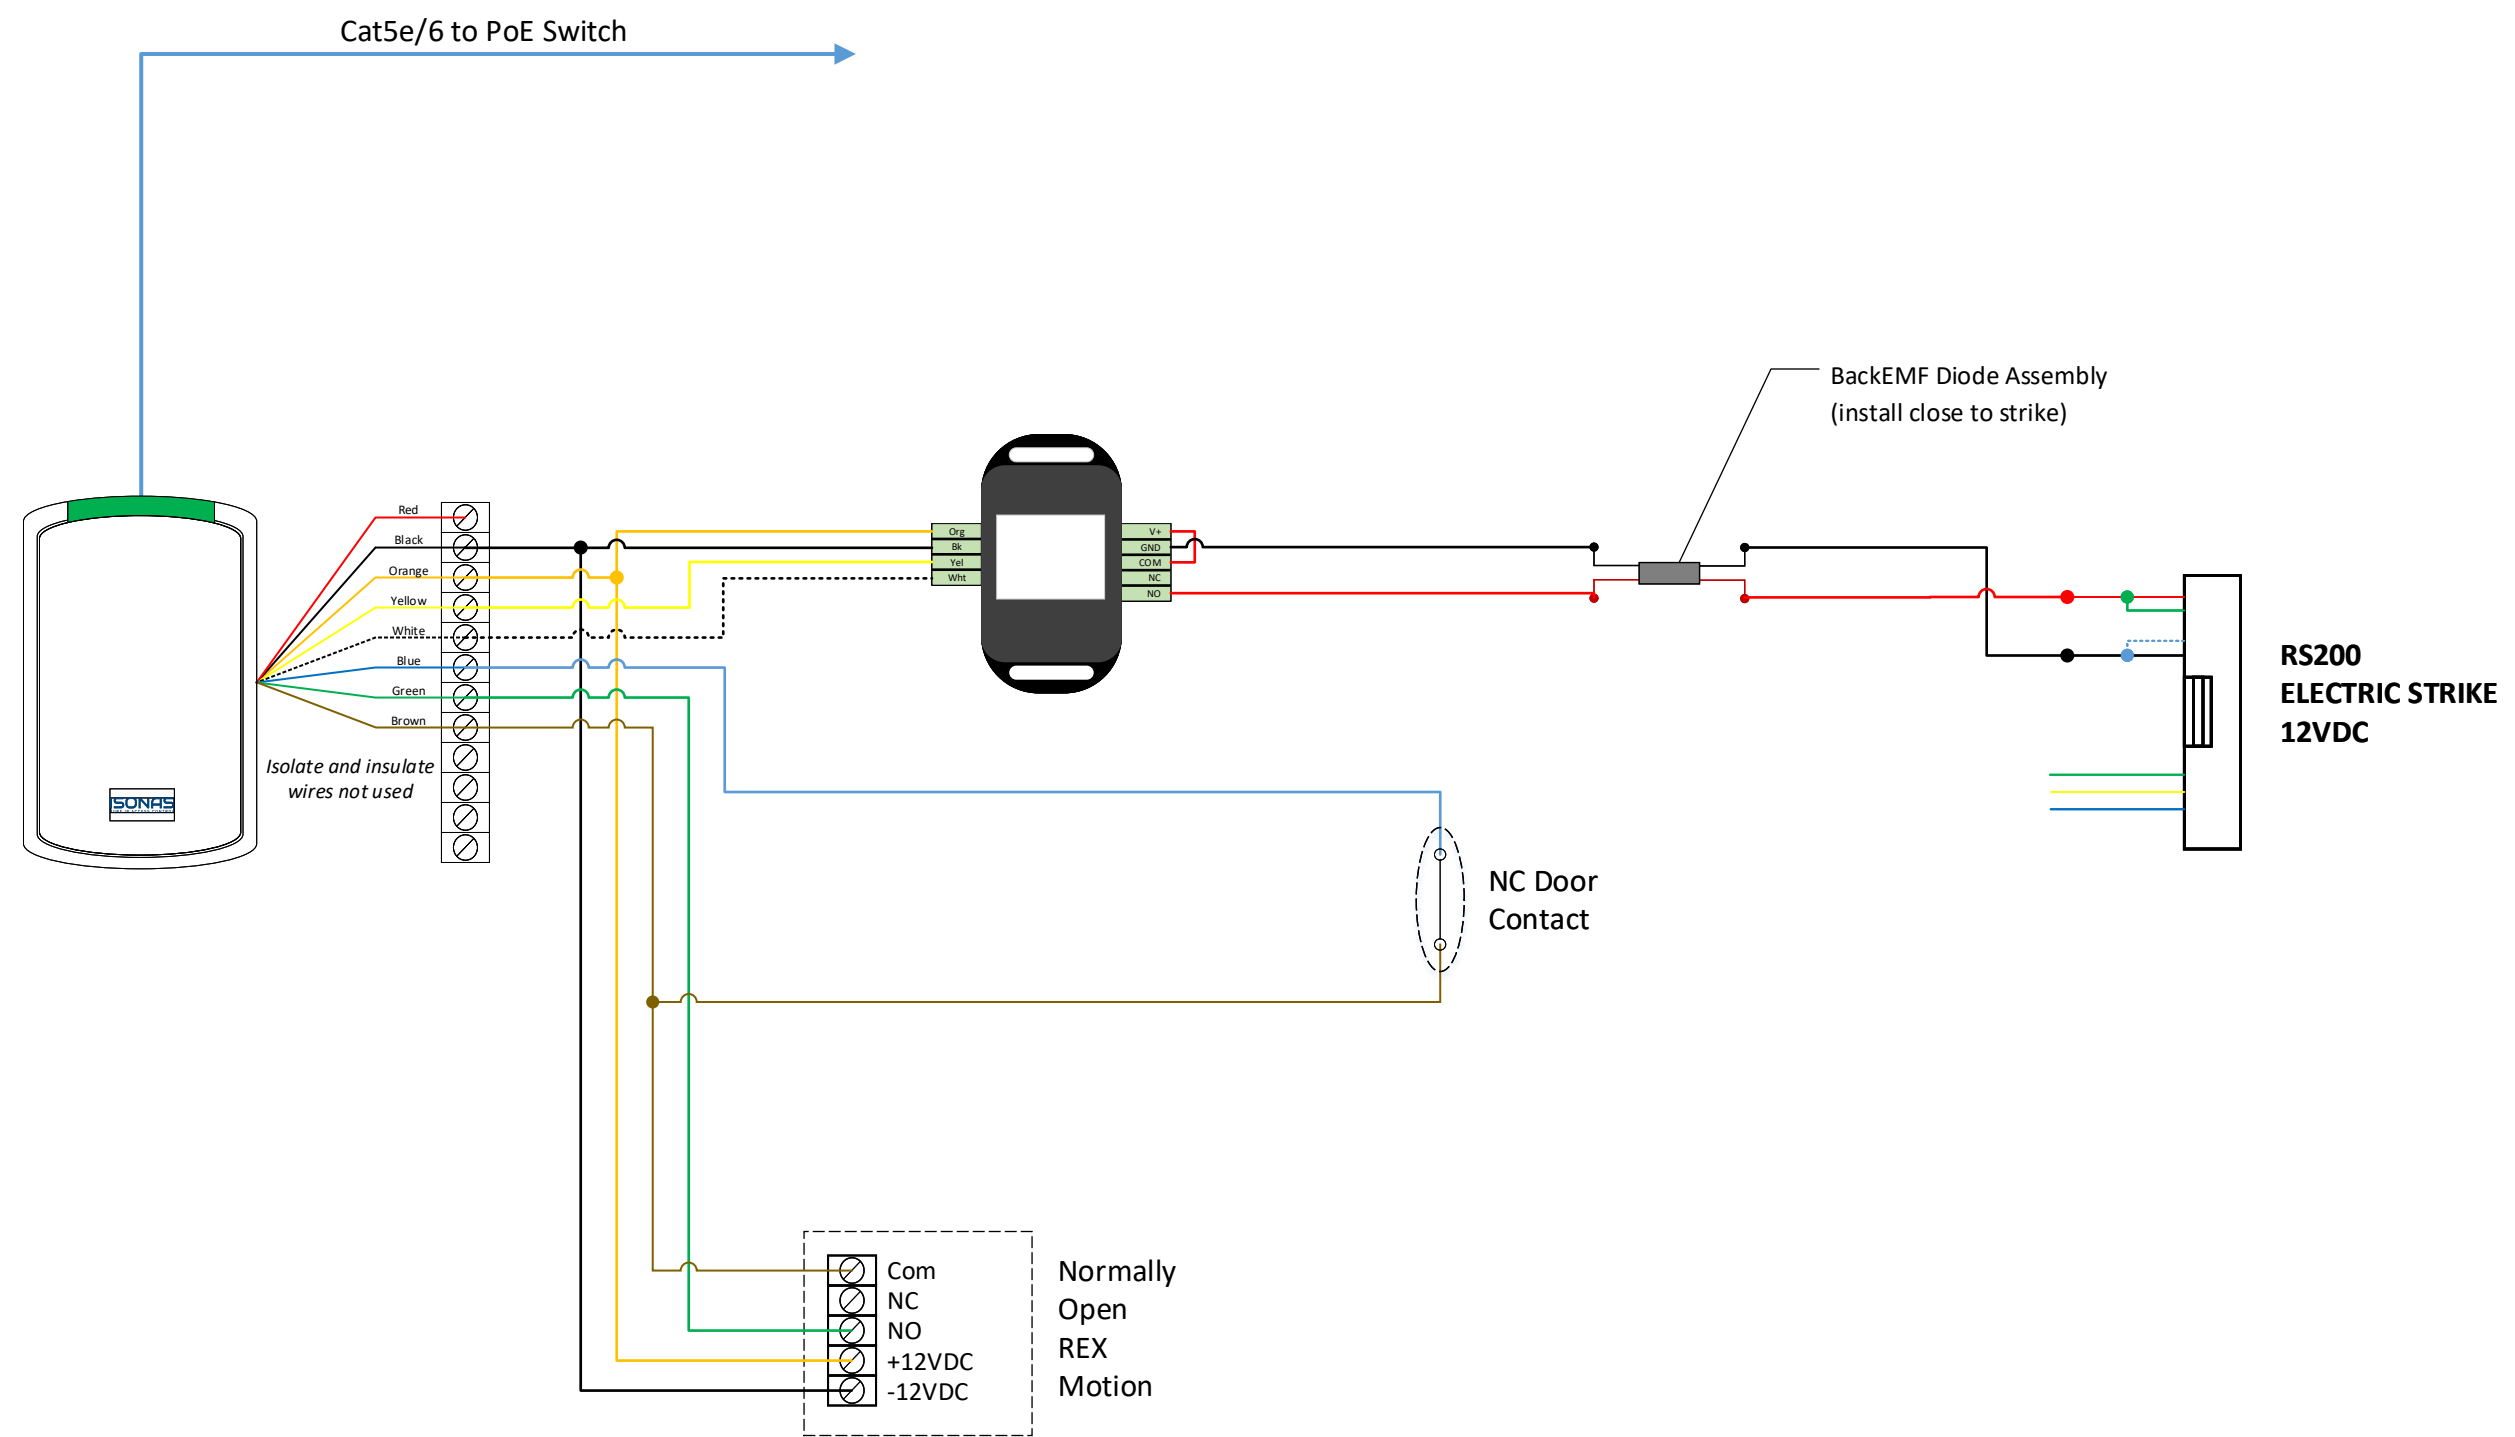 Cat5e/6 to PoE Switch
BackEMF Diode Assembly
(install close to strike)
Red
Black
Orange
Yellow
White
Blue
Green
Brown
Isolate and insulate
wires not used
ISONAS
Org
Bk
Yel
Wht
V+
GND
COM
NC
NO
RS200
ELECTRIC STRIKE
12VDC
NC Door
Contact
Com
NC
NO
+12VDC
-12VDC
Normally
Open
REX
Motion